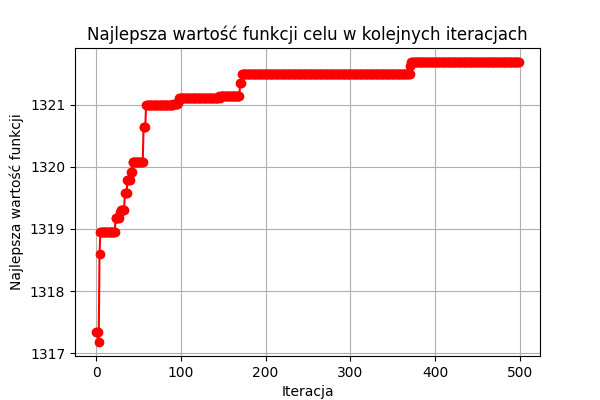 Najlepsza wartość funkcji celu w kolejnych iteracjach
Najlepsza wartość funkcji
1321
1320
1319
1318
1317
0 100 200 300 400 500
Iteracja